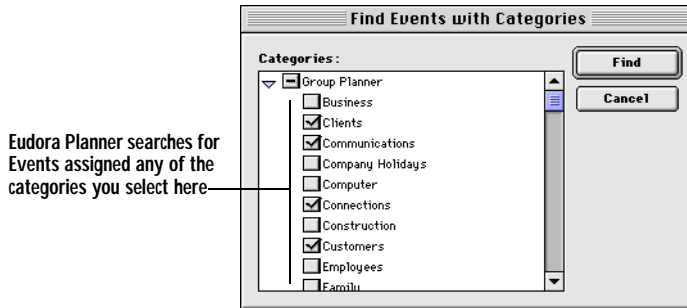 Find Events with Categories
Categories:
Group Planner
Business
Clients
Communications
Company Holidays
Computer
Connections
Construction
Customers
Employees
Family
Find
Cancel
Eudora Planner searches for
Events assigned any of the
categories you select here